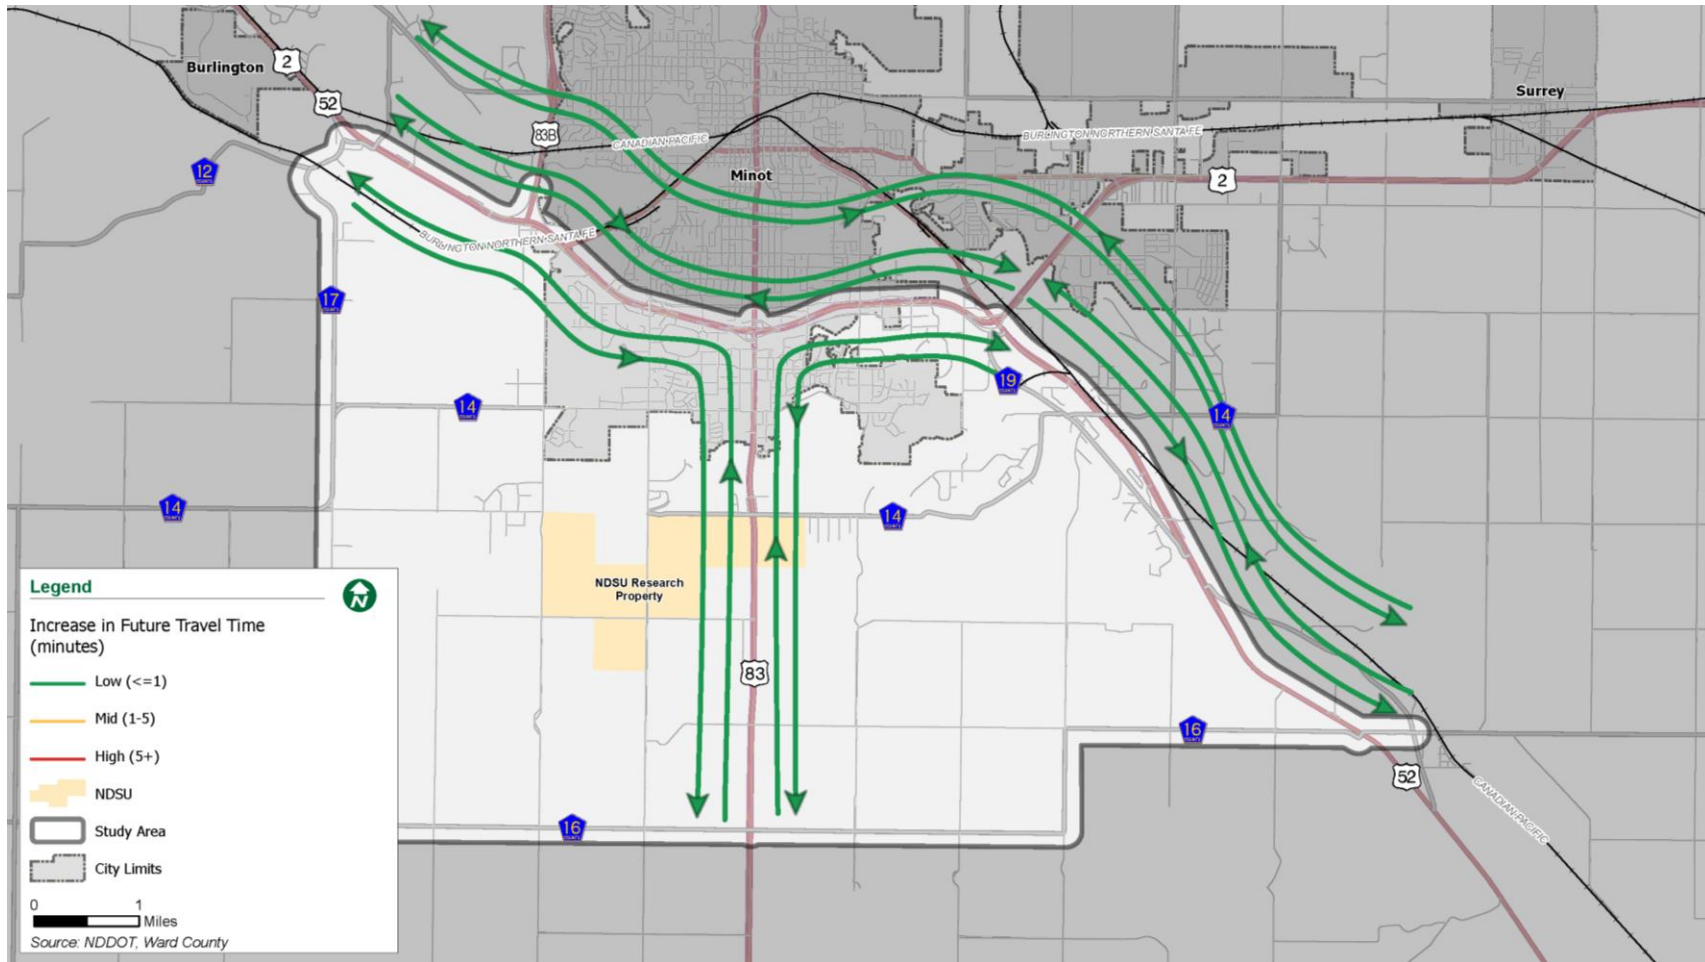 Burlington
2
52
83B
CANADIAN PACIFIC
BURLINGTON NORTHERN SANTA FE
Surrey
12
Minot
2
BURLINGTON NORTHERN SANTA FE
17
14
19
14
14
14
NDSU Research
Property
83
16
52
16
CANADIAN PACIFIC
Legend
N
Increase in Future Travel Time
(minutes)
Low (<=1)
Mid (1-5)
High (5+)
NDSU
Study Area
City Limits
0 1
Miles
Source: NDDOT, Ward County